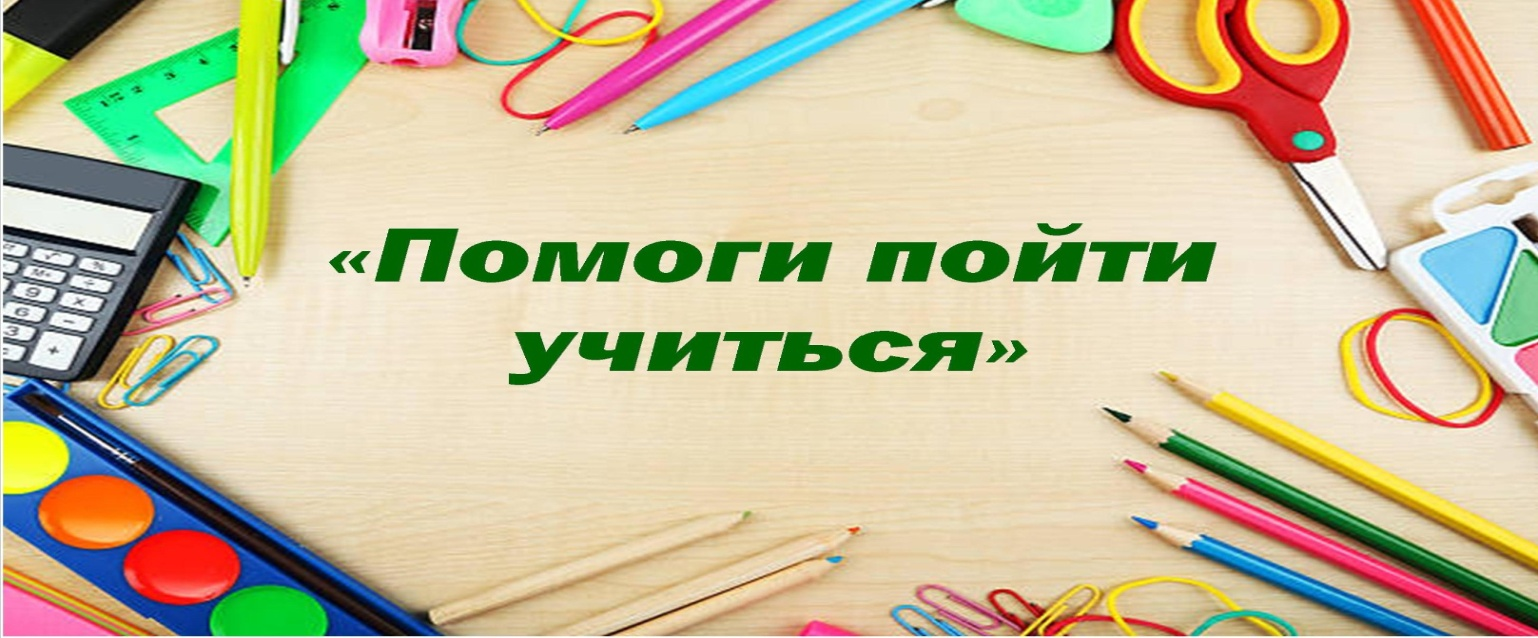 «Помоги пойти
учиться»